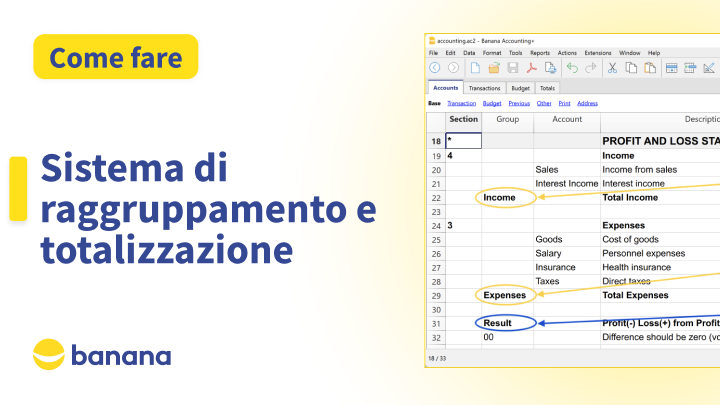 Come fare
Sistema di
raggruppamento e
totalizzazione
banana
accounting.ac2 - Banana Accounting+
File Edit Data Format Tools Reports Actions Extensions Window Help
Accounts Transactions Budget Totals
Base Transaction Budget Previous Other Print Address
Section Group Account Descriptio
18 * PROFIT AND LOSS STA
19 4 Income
20 Sales Income from sales
21 Interest Income Interest income
22 Income Total Income
23
24 3 Expenses
25 Goods Cost of goods
26 Salary Personnel expenses
27 Insurance Health insurance
28 Taxes Direct taxes
29 Expenses Total Expenses
30
31 Result Profit(-) Loss(+) from Profit
32 00 Difference should be zero (vo
18 / 33